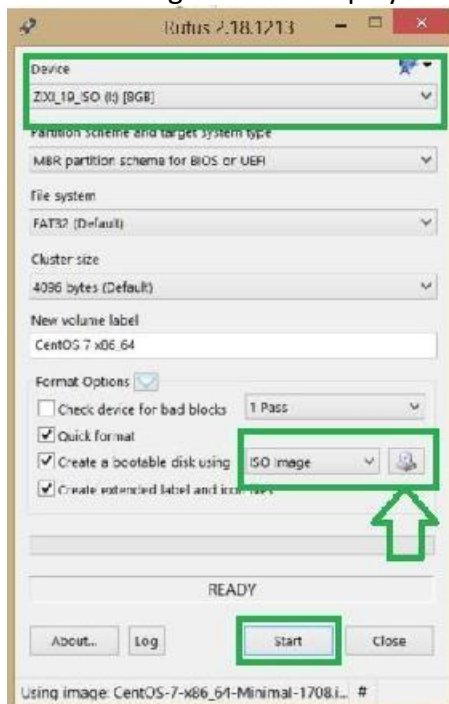 Rufus 2.18.1213
Device
ZIXI_19_ISO (I:) [8GB]
Partition scheme and target system type
MBR partition scheme for BIOS or UEFI
File system
FAT32 (Default)
Cluster size
4096 bytes (Default)
New volume label
CentOS 7 x86_64
Format Options
Check device for bad blocks 1 Pass
Quick format
Create a bootable disk using ISO Image
Create extended label and icon files
READY
About... Log Start Close
Using image: CentOS-7-x86_64-Minimal-1708.i... #